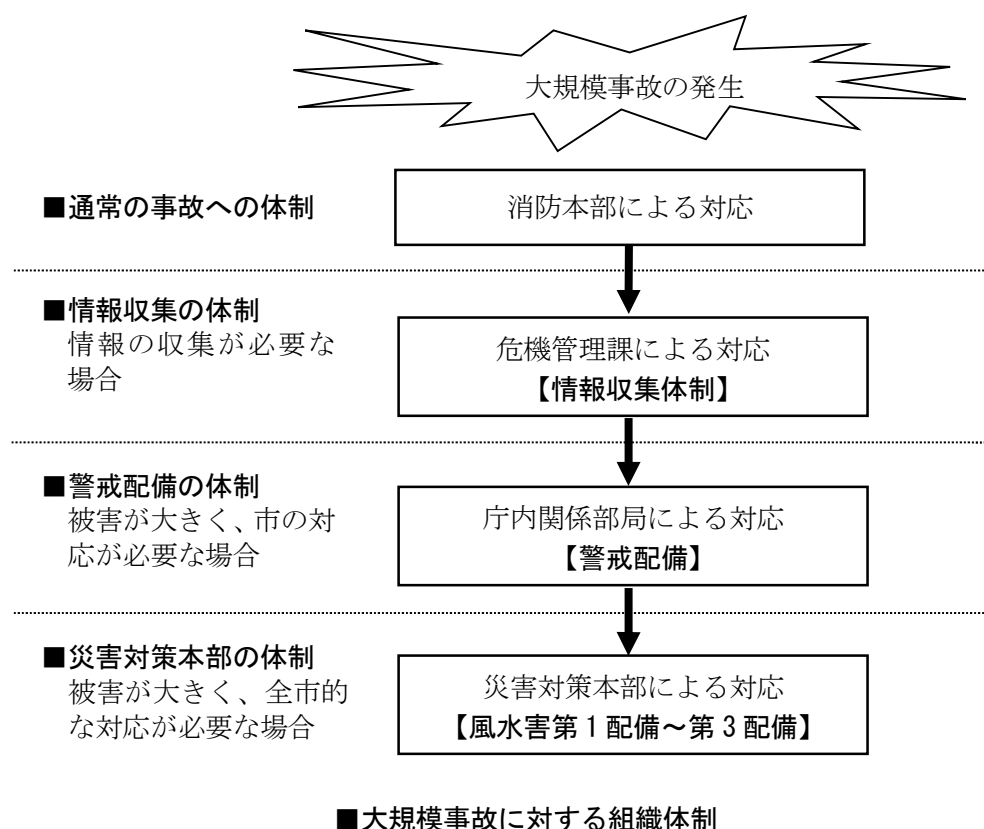 大規模事故の発生
■通常の事故への体制
消防本部による対応
■情報収集の体制
情報の収集が必要な
場合
危機管理課による対応
【情報収集体制】
■警戒配備の体制
被害が大きく、市の対
応が必要な場合
庁内関係部局による対応
【警戒配備】
■災害対策本部の体制
被害が大きく、全市的
な対応が必要な場合
災害対策本部による対応
【風水害第1配備～第3配備】
■大規模事故に対する組織体制